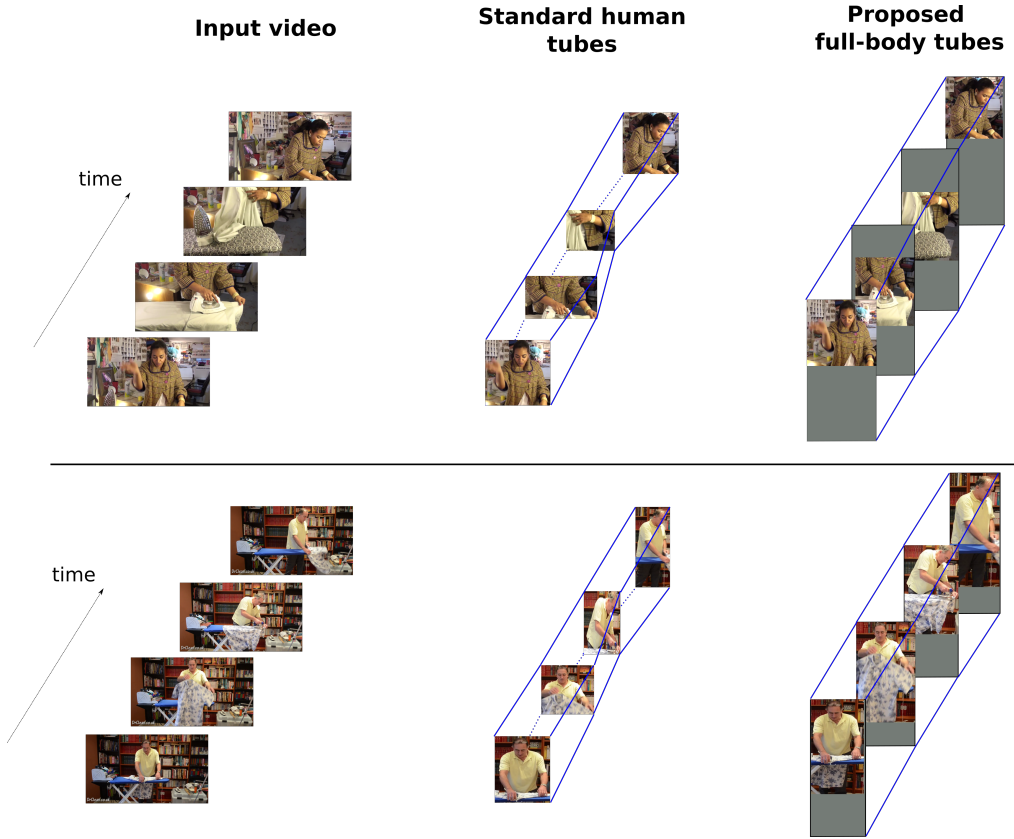 Input video
Standard human
tubes
Proposed
full-body tubes
time
time